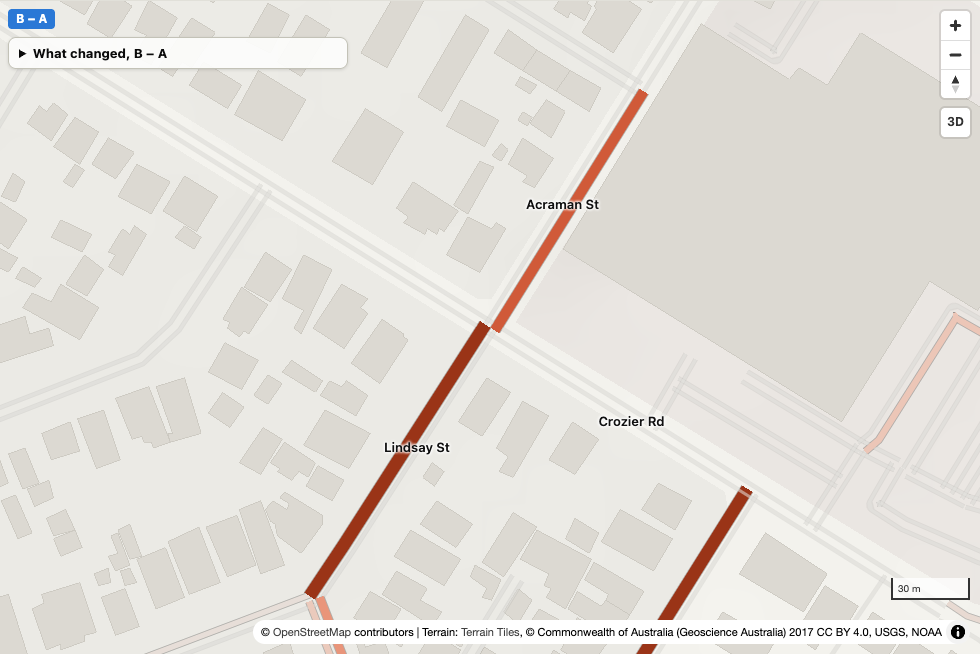 B – A
What changed, B – A
+
−
3D
Acraman St
Crozier Rd
Lindsay St
30 m
© OpenStreetMap contributors | Terrain: Terrain Tiles, © Commonwealth of Australia (Geoscience Australia) 2017 CC BY 4.0, USGS, NOAA